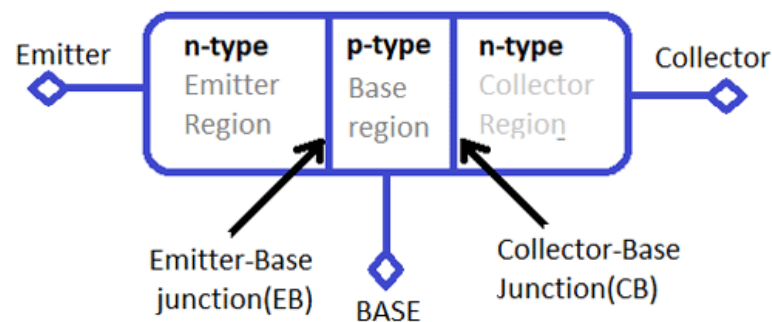 Emitter
n-type
Emitter
Region
p-type
Base
region
n-type
Collector
Region
Collector
Emitter-Base
junction(EB)
BASE
Collector-Base
Junction(CB)